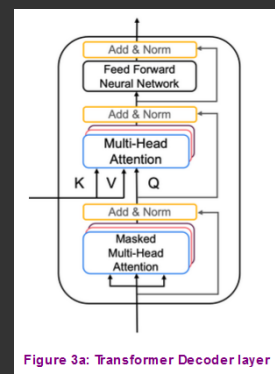 Add & Norm
Feed Forward
Neural Network
Add & Norm
Multi-Head
Attention
K V Q
Add & Norm
Masked
Multi-Head
Attention
Figure 3a: Transformer Decoder layer